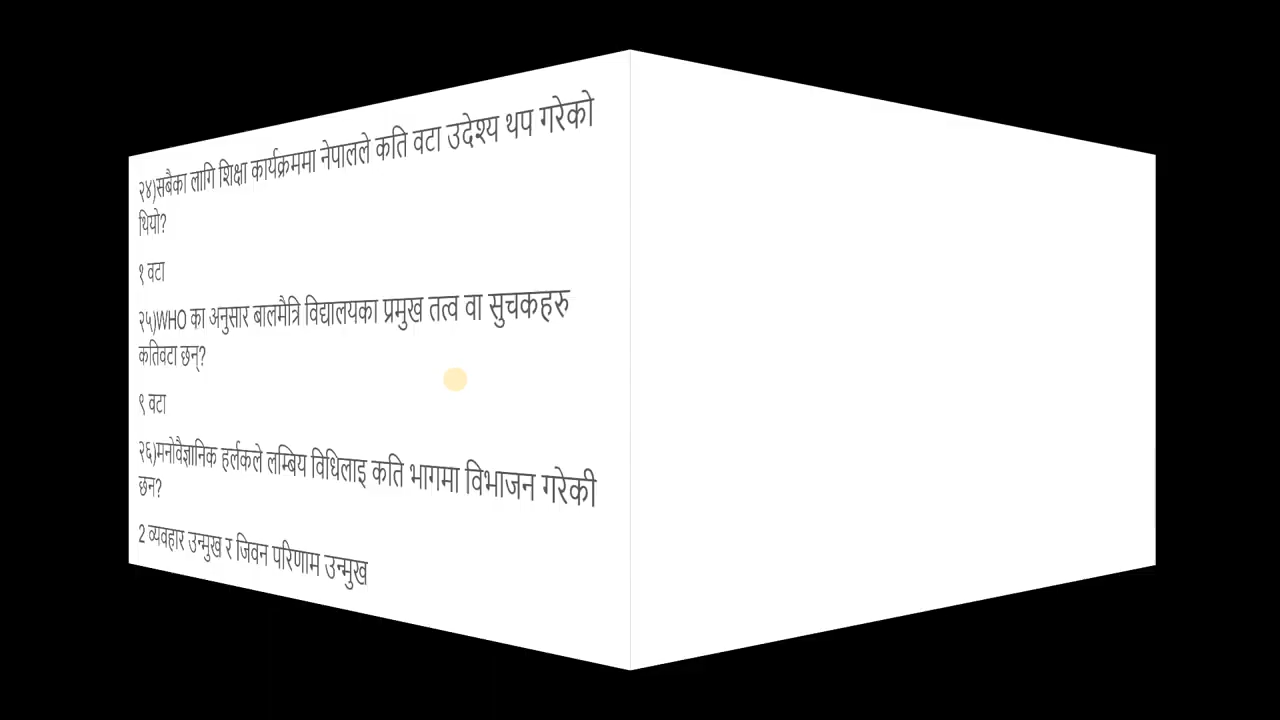 २४)सबैका लागि शिक्षा कार्यक्रममा नेपालले कति वटा उदेश्य थप गरेको
थियो?
१ वटा
२५)WHO का अनुसार बालमैत्रि विद्यालयका प्रमुख तत्व वा सुचकहरु
कतिवटा छन्?
९ वटा
२६)मनोवैज्ञानिक हर्लकले लम्बिय विधिलाइ कति भागमा विभाजन गरेकी
छन?
2 व्यवहार उन्मुख र जिवन परिणाम उन्मुख